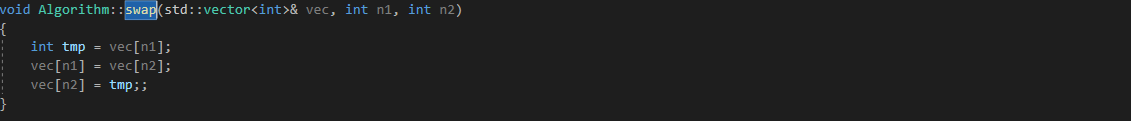 void Algorithm::swap(std::vector<int>& vec, int n1, int n2)
{
    int tmp = vec[n1];
    vec[n1] = vec[n2];
    vec[n2] = tmp;;
}